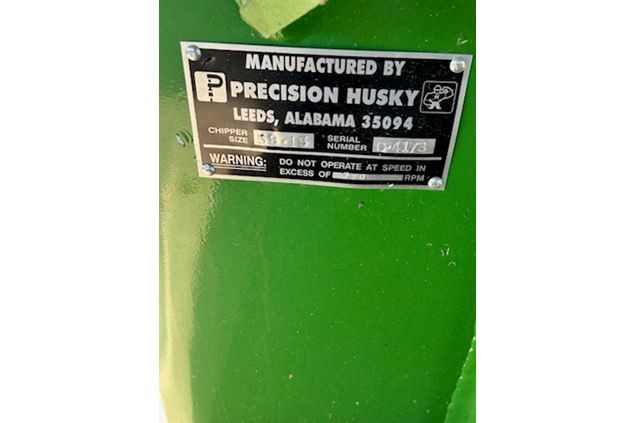 MANUFACTURED BY
PRECISION HUSKY
LEEDS, ALABAMA 35094
CHIPPER SIZE SERIAL NUMBER
WARNING: DO NOT OPERATE AT SPEED IN
EXCESS OF RPM